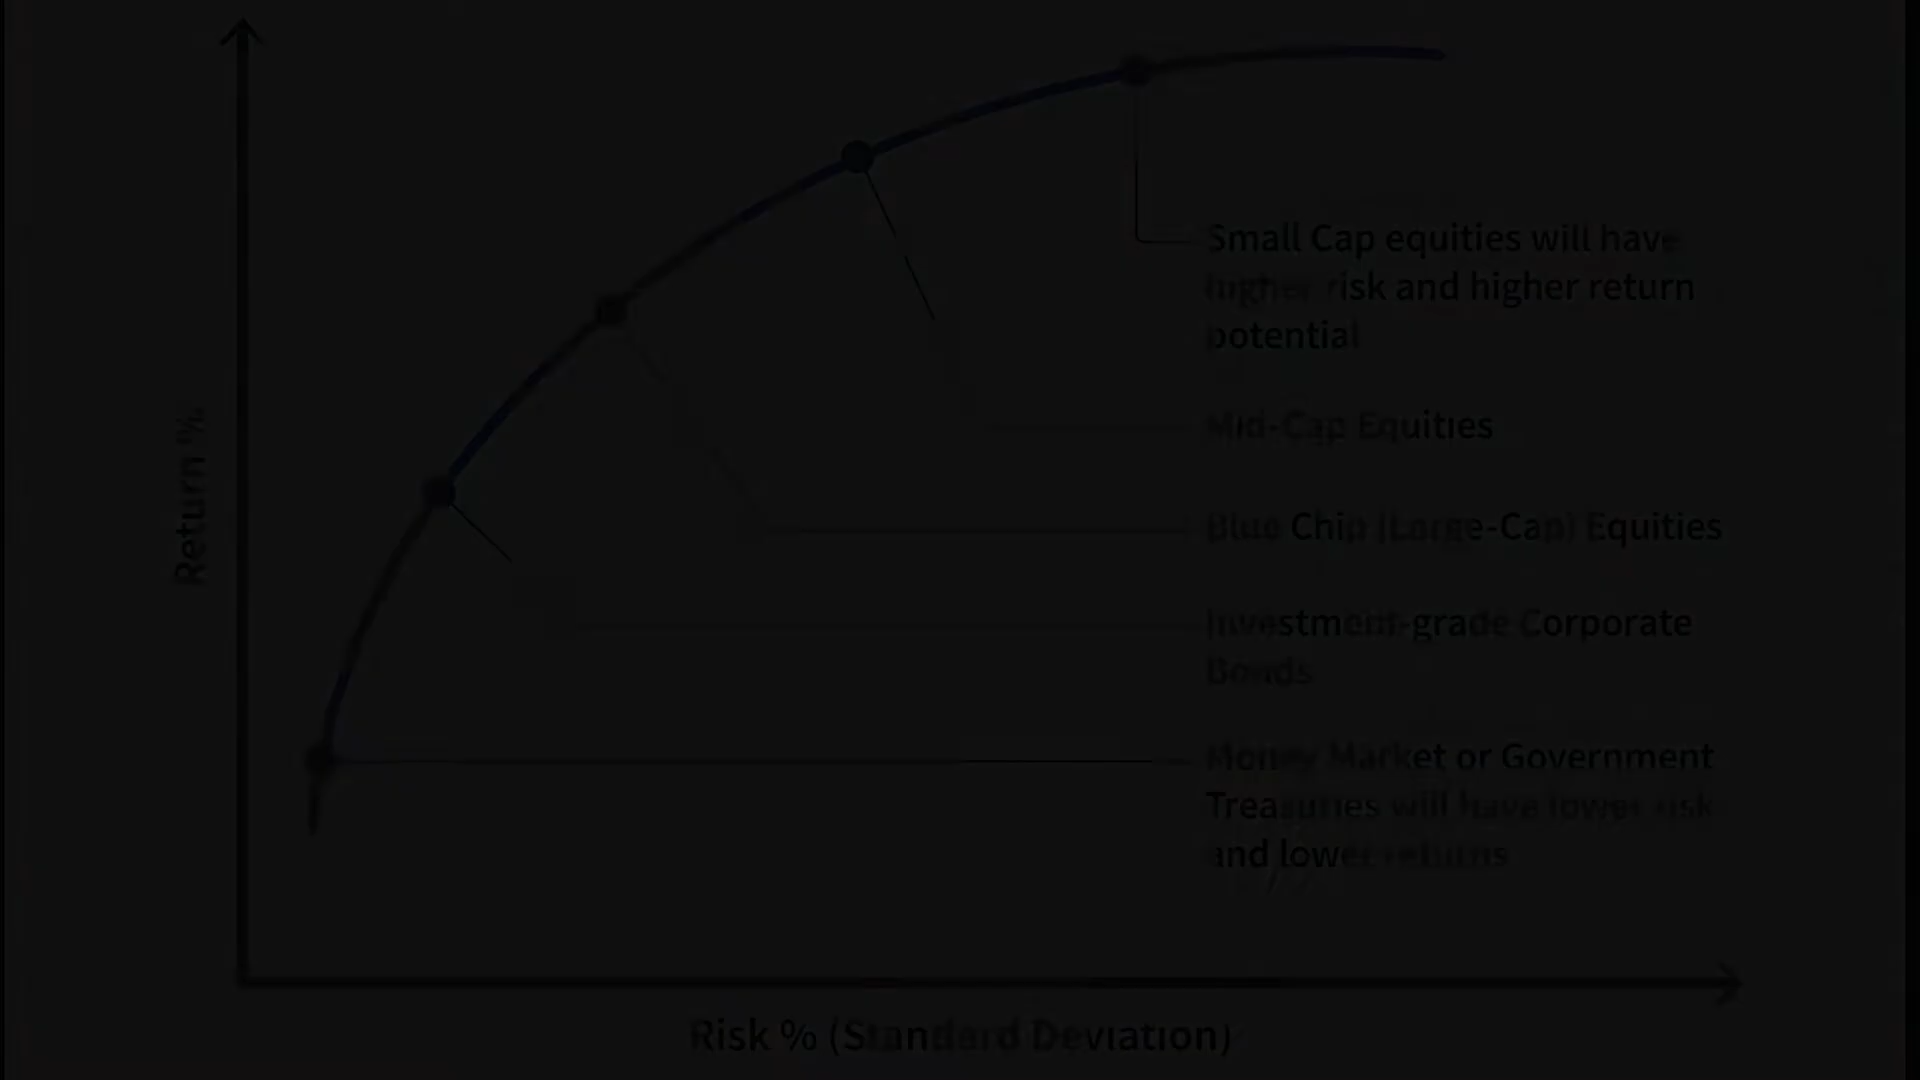 Small Cap equities will have
higher risk and higher return
potential
Mid-Cap Equities
Return %
Blue Chip (Large-Cap) Equities
Investment-grade Corporate
Bonds
Money Market or Government
Treasuries will have lower risk
and lower returns
Risk % (Standard Deviation)